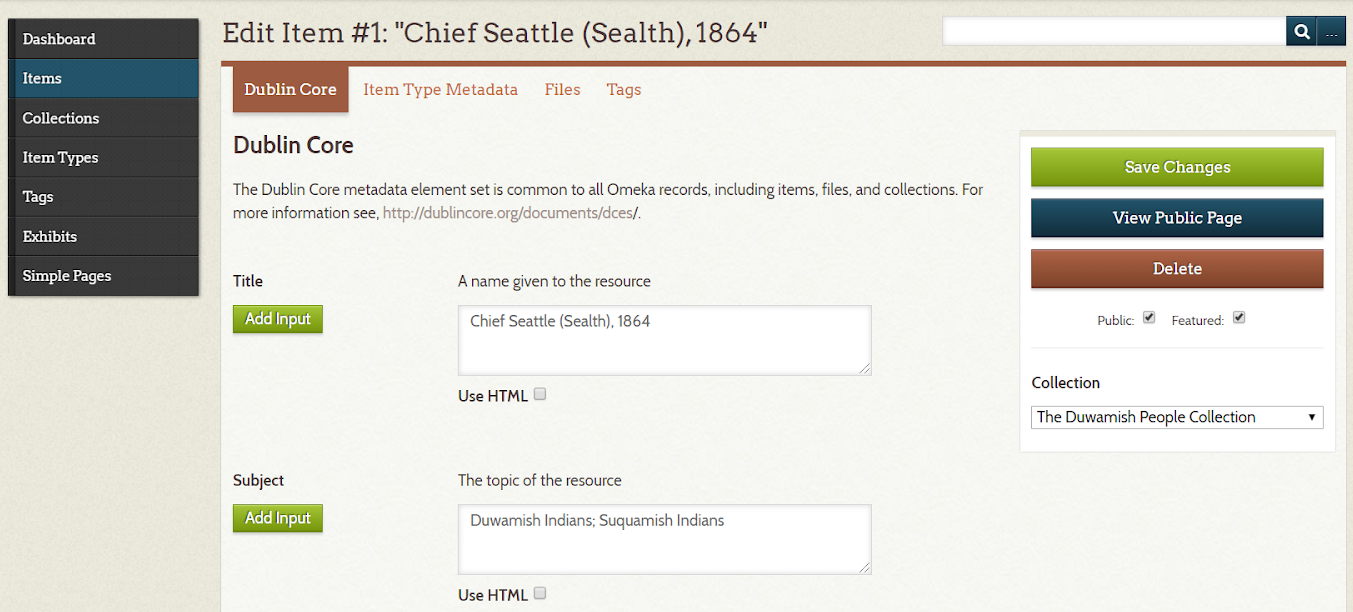 Dashboard
Items
Collections
Item Types
Tags
Exhibits
Simple Pages
Edit Item #1: "Chief Seattle (Sealth), 1864"
...
Dublin Core
Item Type Metadata
Files
Tags
Dublin Core
The Dublin Core metadata element set is common to all Omeka records, including items, files, and collections. For
more information see, http://dublincore.org/documents/dces/.
Title
A name given to the resource
Add Input
Chief Seattle (Sealth), 1864
Use HTML
Subject
The topic of the resource
Add Input
Duwamish Indians; Suquamish Indians
Use HTML
Save Changes
View Public Page
Delete
Public:
Featured:
Collection
The Duwamish People Collection